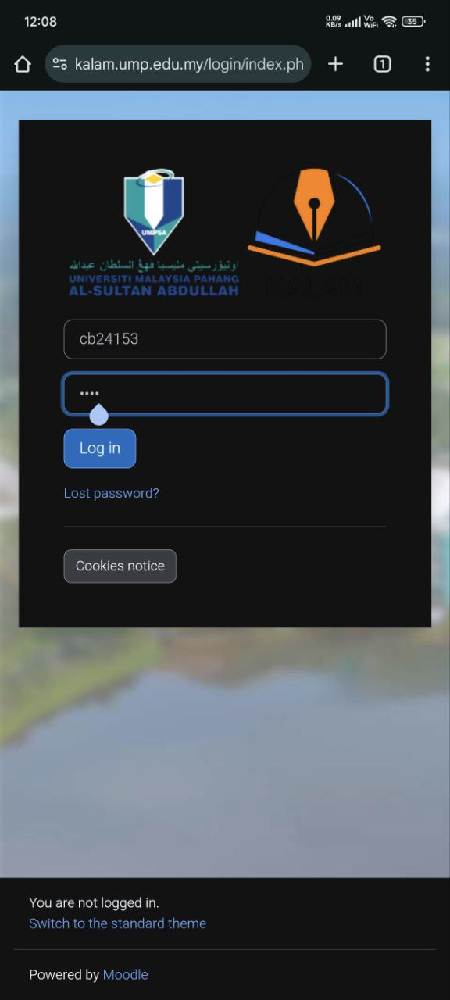 12:08
0.09 KB/s Vo WiFi 35
kalam.ump.edu.my/login/index.ph
1
UMPSA
اونيۏرسيتي مليسيا ڤهڠ السلطان عبدالله
UNIVERSITI MALAYSIA PAHANG
AL-SULTAN ABDULLAH
KALAM
cb24153
••••
Log in
Lost password?
Cookies notice
You are not logged in.
Switch to the standard theme
Powered by Moodle